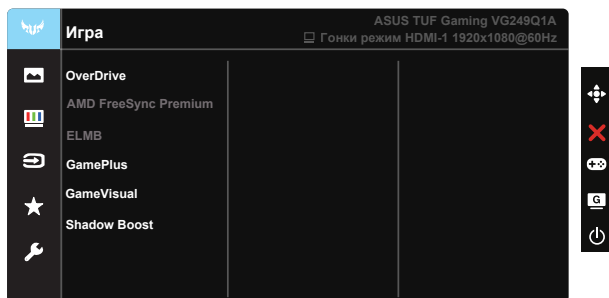 ASUS TUF Gaming VG249Q1A
Игра
Гонки режим HDMI-1 1920x1080@60Hz
OverDrive
AMD FreeSync Premium
ELMB
GamePlus
GameVisual
Shadow Boost
G